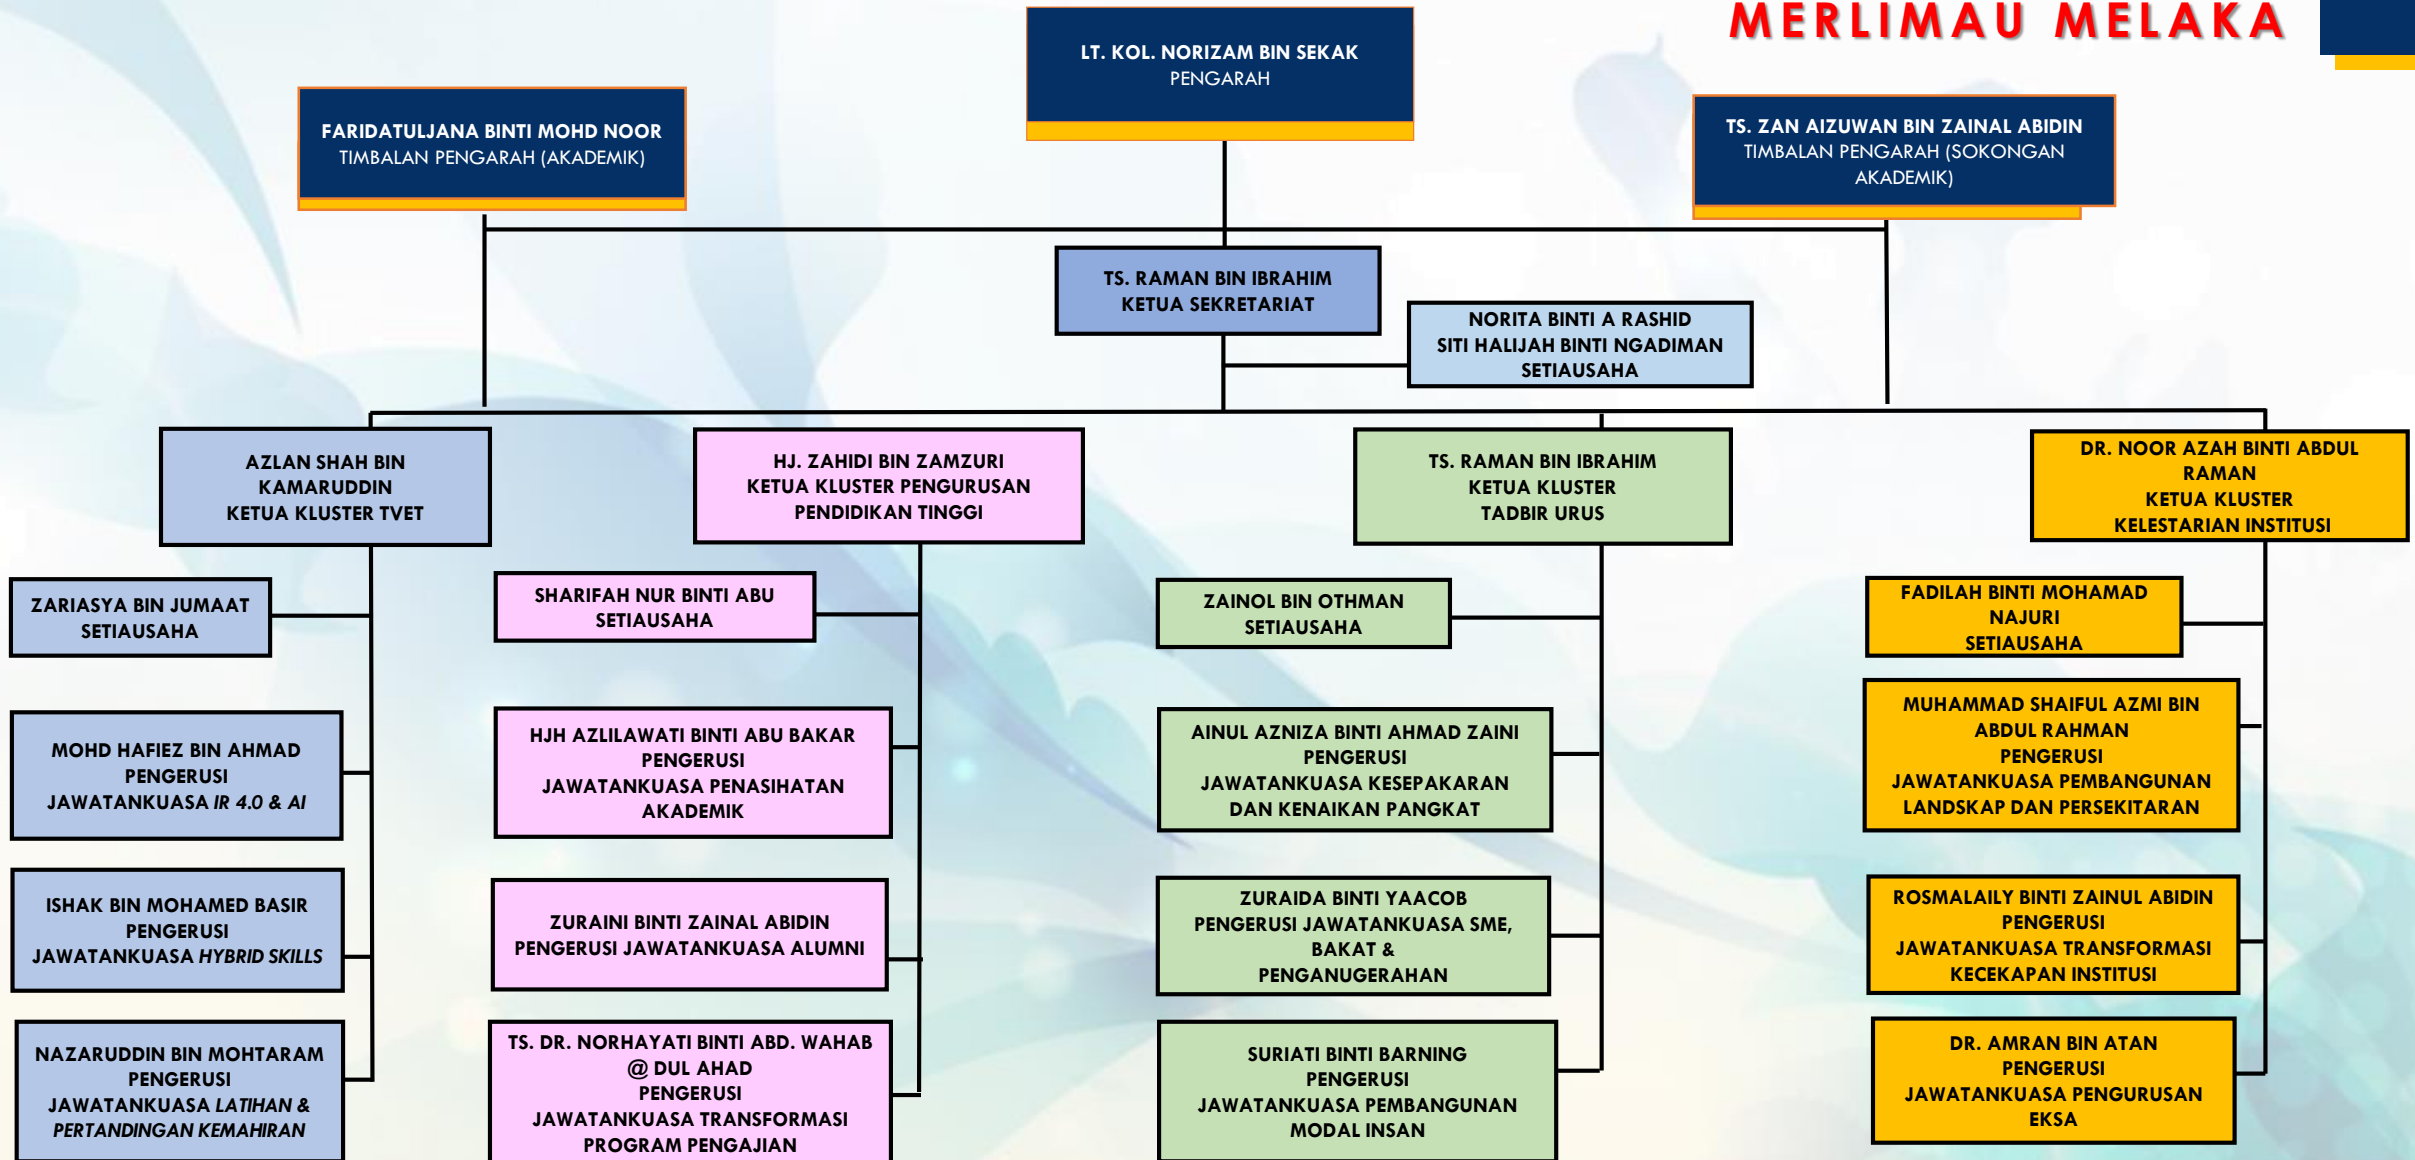 MERLIMAU MELAKA
LT. KOL. NORIZAM BIN SEKAK
PENGARAH
FARIDATULJANA BINTI MOHD NOOR
TIMBALAN PENGARAH (AKADEMIK)
TS. ZAN AIZUWAN BIN ZAINAL ABIDIN
TIMBALAN PENGARAH (SOKONGAN
AKADEMIK)
TS. RAMAN BIN IBRAHIM
KETUA SEKRETARIAT
NORITA BINTI A RASHID
SITI HALIJAH BINTI NGADIMAN
SETIAUSAHA
AZLAN SHAH BIN
KAMARUDDIN
KETUA KLUSTER TVET
ZARIASYA BIN JUMAAT
SETIAUSAHA
MOHD HAFIEZ BIN AHMAD
PENGERUSI
JAWATANKUASA IR 4.0 & AI
ISHAK BIN MOHAMED BASIR
PENGERUSI
JAWATANKUASA HYBRID SKILLS
NAZARUDDIN BIN MOHTARAM
PENGERUSI
JAWATANKUASA LATIHAN &
PERTANDINGAN KEMAHIRAN
HJ. ZAHIDI BIN ZAMZURI
KETUA KLUSTER PENGURUSAN
PENDIDIKAN TINGGI
SHARIFAH NUR BINTI ABU
SETIAUSAHA
HJH AZLILAWATI BINTI ABU BAKAR
PENGERUSI
JAWATANKUASA PENASIHATAN
AKADEMIK
ZURAINI BINTI ZAINAL ABIDIN
PENGERUSI JAWATANKUASA ALUMNI
TS. DR. NORHAYATI BINTI ABD. WAHAB
@ DUL AHAD
PENGERUSI
JAWATANKUASA TRANSFORMASI
PROGRAM PENGAJIAN
TS. RAMAN BIN IBRAHIM
KETUA KLUSTER
TADBIR URUS
ZAINOL BIN OTHMAN
SETIAUSAHA
AINUL AZNIZA BINTI AHMAD ZAINI
PENGERUSI
JAWATANKUASA KESEPAKARAN
DAN KENAIKAN PANGKAT
ZURAIDA BINTI YAACOB
PENGERUSI JAWATANKUASA SME,
BAKAT &
PENGANUGERAHAN
SURIATI BINTI BARNING
PENGERUSI
JAWATANKUASA PEMBANGUNAN
MODAL INSAN
DR. NOOR AZAH BINTI ABDUL
RAMAN
KETUA KLUSTER
KELESTARIAN INSTITUSI
FADILAH BINTI MOHAMAD
NAJURI
SETIAUSAHA
MUHAMMAD SHAIFUL AZMI BIN
ABDUL RAHMAN
PENGERUSI
JAWATANKUASA PEMBANGUNAN
LANDSKAP DAN PERSEKITARAN
ROSMALAILY BINTI ZAINUL ABIDIN
PENGERUSI
JAWATANKUASA TRANSFORMASI
KECEKAPAN INSTITUSI
DR. AMRAN BIN ATAN
PENGERUSI
JAWATANKUASA PENGURUSAN
EKSA